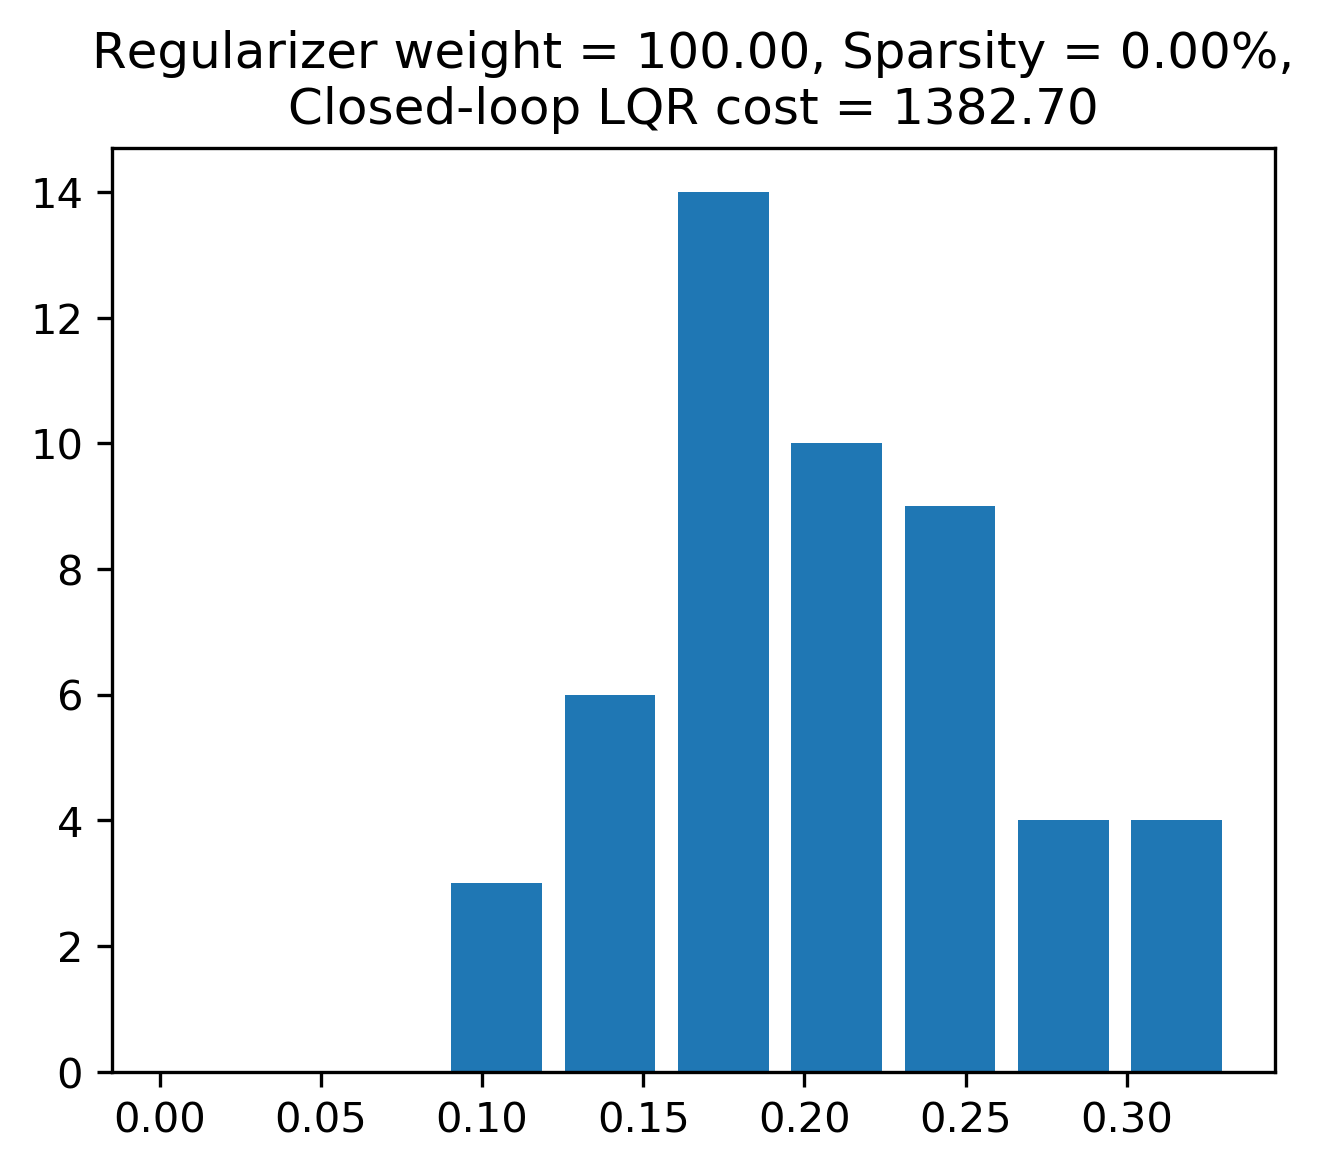 Regularizer weight = 100.00, Sparsity = 0.00%,
Closed-loop LQR cost = 1382.70
14
12
10
8
6
4
2
0
0.00 0.05 0.10 0.15 0.20 0.25 0.30